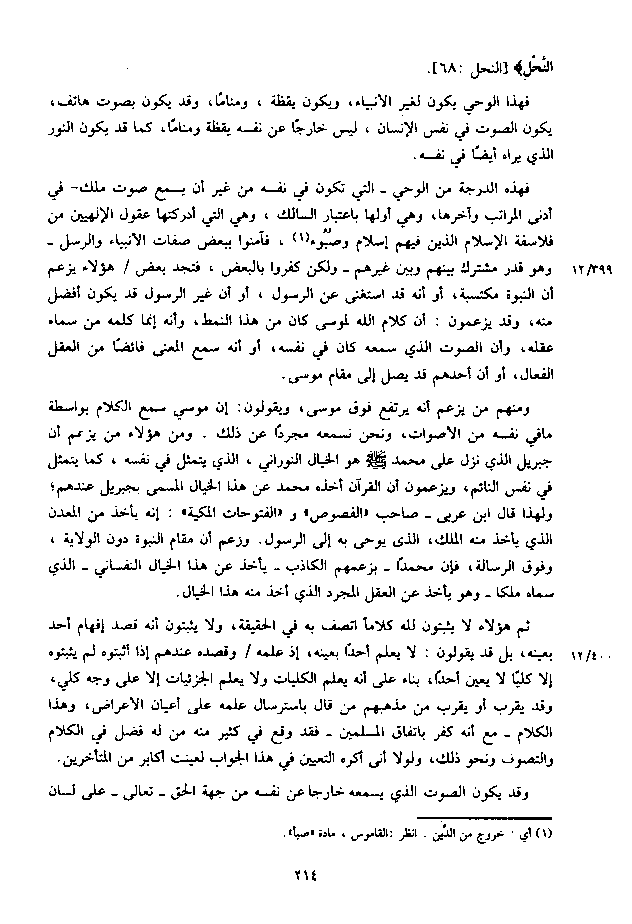 النَّحْل﴾ [النحل :٦٨].
فهذا الوحي يكون لغير الأنبياء، ويكون يقظة ، ومنامًا، وقد يكون بصوت هاتف،
يكون الصوت في نفس الإنسان ، ليس خارجًا عن نفسه يقظة ومنامًا، كما قد يكون النور
الذي يراه أيضًا في نفسه.
فهذه الدرجة من الوحي ـ التي تكون في نفسه من غير أن يسمع صوت ملك- في
أدنى المراتب وآخرها، وهي أولها باعتبار السالك ، وهي التي أدركتها عقول الإلهيين من
فلاسفة الإسلام الذين فيهم إسلام وصُبُوء(١) ، فآمنوا ببعض صفات الأنبياء والرسل ـ
١٢/٣٩٩ وهو قدر مشترك بينهم وبين غيرهم ـ ولكن كفروا بالبعض ، فتجد بعض / هؤلاء يزعم
أن النبوة مكتسبة، أو أنه قد استغنى عن الرسول ، أو أن غير الرسول قد يكون أفضل
منه، وقد يزعمون : أن كلام الله لموسى كان من هذا النمط، وأنه إنما كلمه من سماء
عقله، وأن الصوت الذي سمعه كان في نفسه، أو أنه سمع المعنى فائضًا من العقل
الفعال، أو أن أحدهم قد يصل إلى مقام موسى.
ومنهم من يزعم أنه يرتفع فوق موسى، ويقولون: إن موسي سمع الكلام بواسطة
مافي نفسه من الأصوات، ونحن نسمعه مجردًا عن ذلك . ومن هؤلاء من يزعم أن
جبريل الذي نزل على محمد ﷺ هو الخيال النوراني ، الذي يتمثل في نفسه ، كما يتمثل
في نفس النائم، ويزعمون أن القرآن أخذه محمد عن هذا الخيال المسمى بجبريل عندهم؛
ولهذا قال ابن عربى ـ صاحب «الفصوص» و «الفتوحات المكية» : إنه يأخذ من المعدن
الذي يأخذ منه الملك، الذى يوحى به إلى الرسول. وزعم أن مقام النبوة دون الولاية ،
وفوق الرسالة، فإن محمدًا ـ بزعمهم الكاذب ـ يأخذ عن هذا الخيال النفساني ـ الذي
سماه ملكا ـ وهو يأخذ عن العقل المجرد الذي أخذ منه هذا الخيال.
ثم هؤلاء لا يثبتون لله كلامًا اتصف به في الحقيقة، ولا يثبتون أنه قصد إفهام أحد
١٢/٤٠٠ بعينه، بل قد يقولون : لا يعلم أحدًا بعينه، إذ علمه / وقصده عندهم إذا أثبتوه لم يثبتوه
إلا كليًا لا يعين أحدًا، بناء على أنه يعلم الكليات ولا يعلم الجزئيات إلا على وجه كلي،
وقد يقرب أو يقرب من مذهبهم من قال باسترسال علمه على أعيان الأعراض، وهذا
الكلام ـ مع أنه كفر باتفاق المسلمين ـ فقد وقع في كثير منه من له فضل في الكلام
والتصوف ونحو ذلك، ولولا أنى أكره التعيين في هذا الجواب لعينت أكابر من المتأخرين.
وقد يكون الصوت الذي يسمعه خارجا عن نفسه من جهة الحق ـ تعالى ـ على لسان
(١) أي : خروج من الدِّين . انظر :القاموس ، مادة «صبأ».
٢١٤